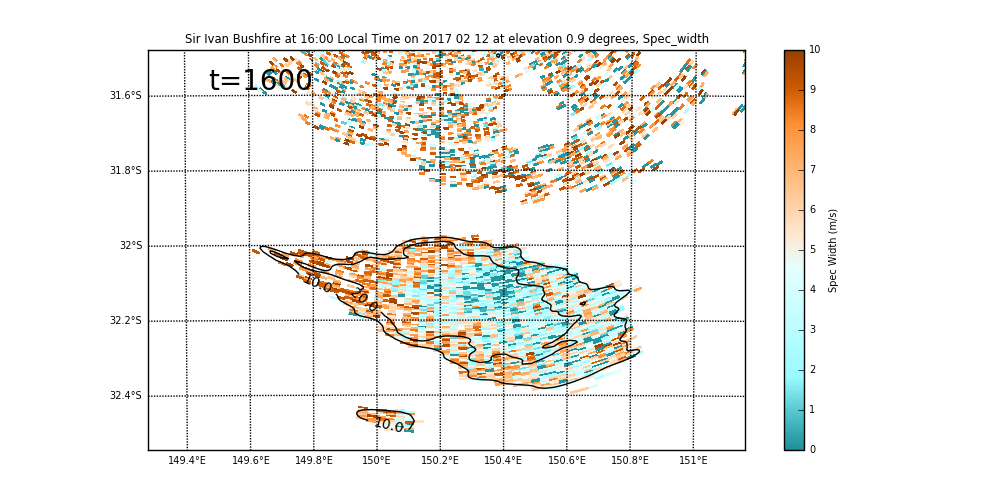 Sir Ivan Bushfire at 16:00 Local Time on 2017 02 12 at elevation 0.9 degrees, Spec_width
t=1600
31.6°S
31.8°S
32°S
32.2°S
32.4°S
10.0
10.0
149.4°E 149.6°E 149.8°E 150°E 150.2°E 150.4°E 150.6°E 150.8°E 151°E
10
9
8
7
6
5
4
3
2
1
0
Spec Width (m/s)